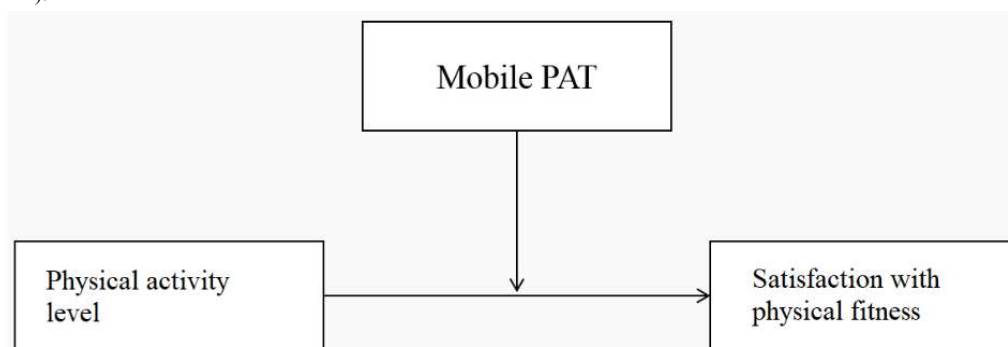 Mobile PAT
Physical activity
level
Satisfaction with
physical fitness